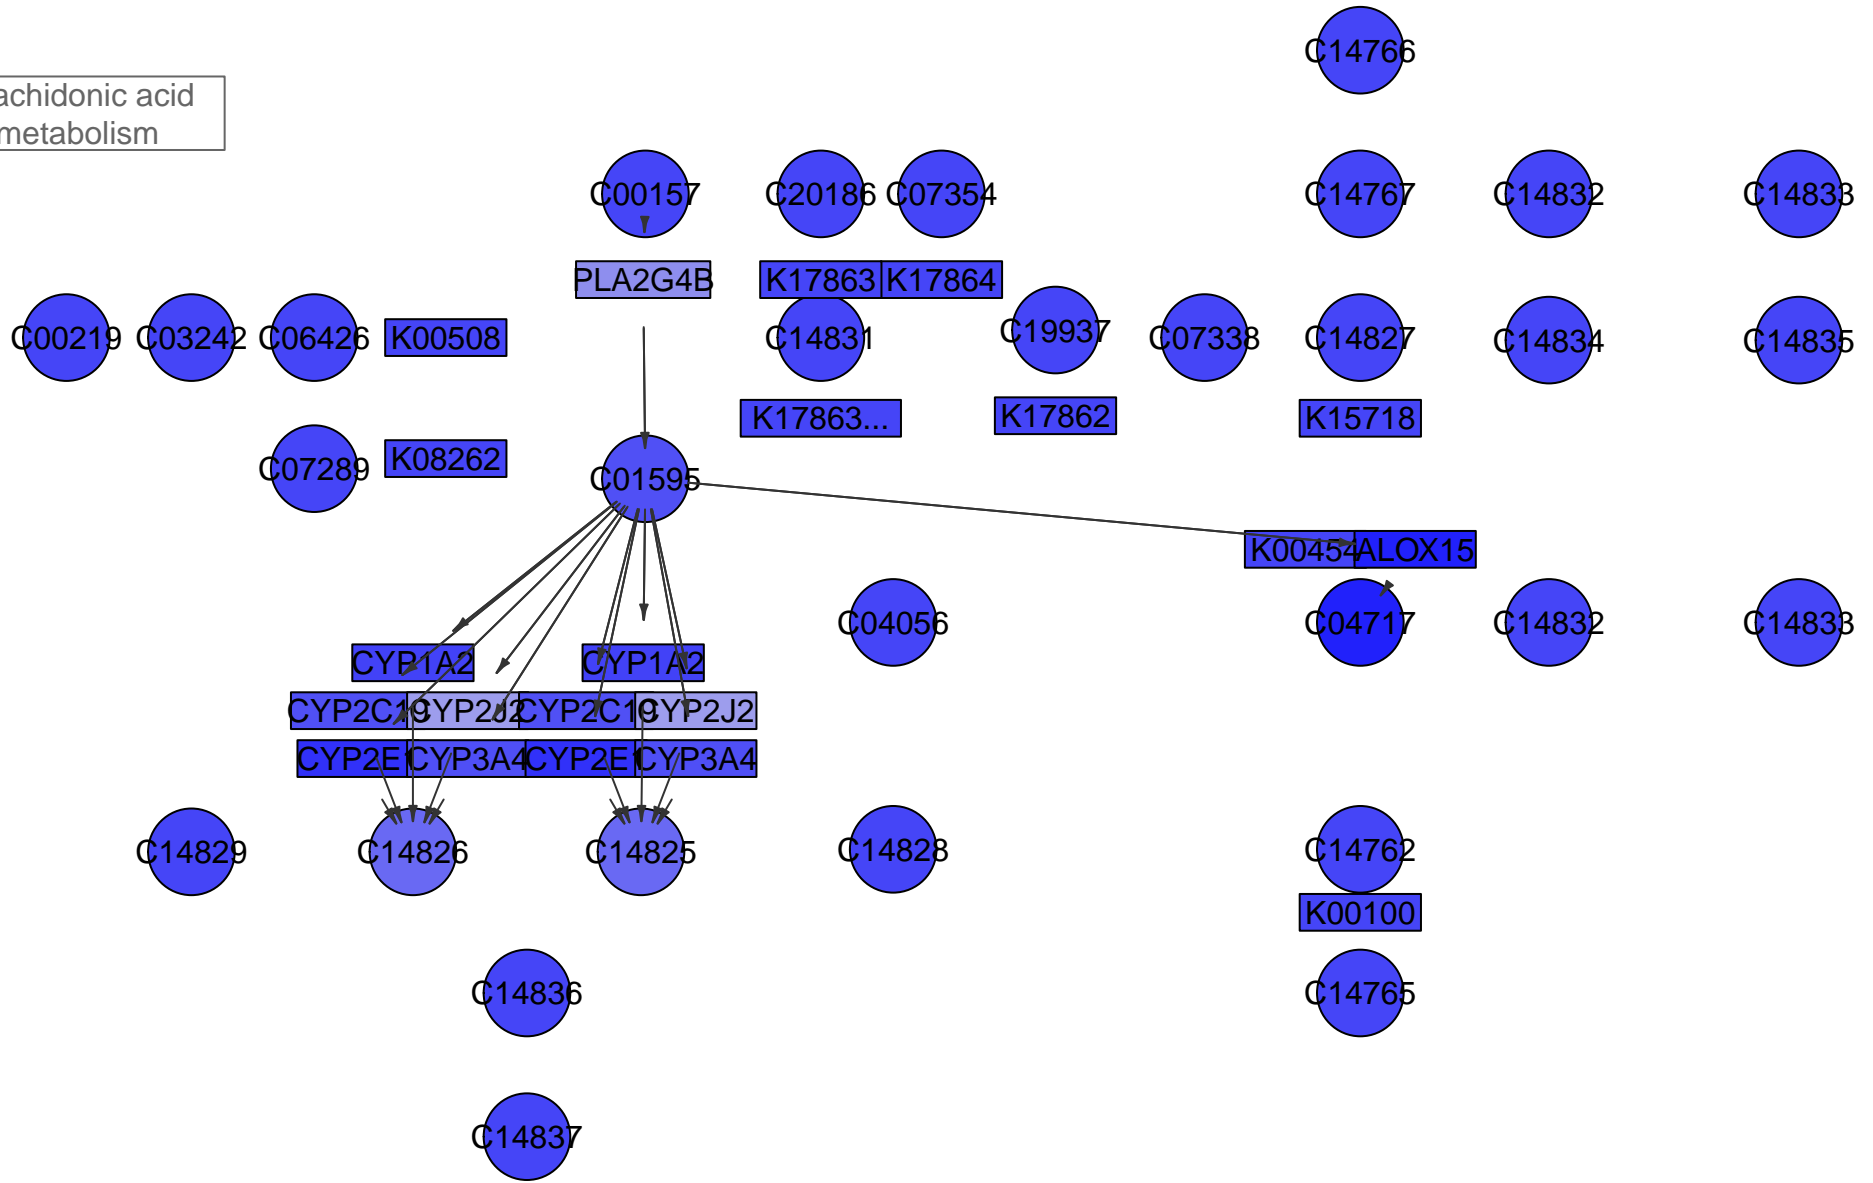 C14766
achidonic acid
metabolism
C00157
C20186
C07354
C14767
C14832
C14833
PLA2G4B
K17863
K17864
C00219
C03242
C06426
K00508
C14831
C19937
C07338
C14827
C14834
C14835
K17863...
K17862
K15718
C07289
K08262
C01595
K00454
ALOX15
C04056
C04717
C14832
C14833
CYP1A2
CYP1A2
CYP2C19
CYP2J2
CYP2C19
CYP2J2
CYP2E1
CYP3A4
CYP2E1
CYP3A4
C14829
C14826
C14825
C14828
C14762
K00100
C14836
C14765
C14837